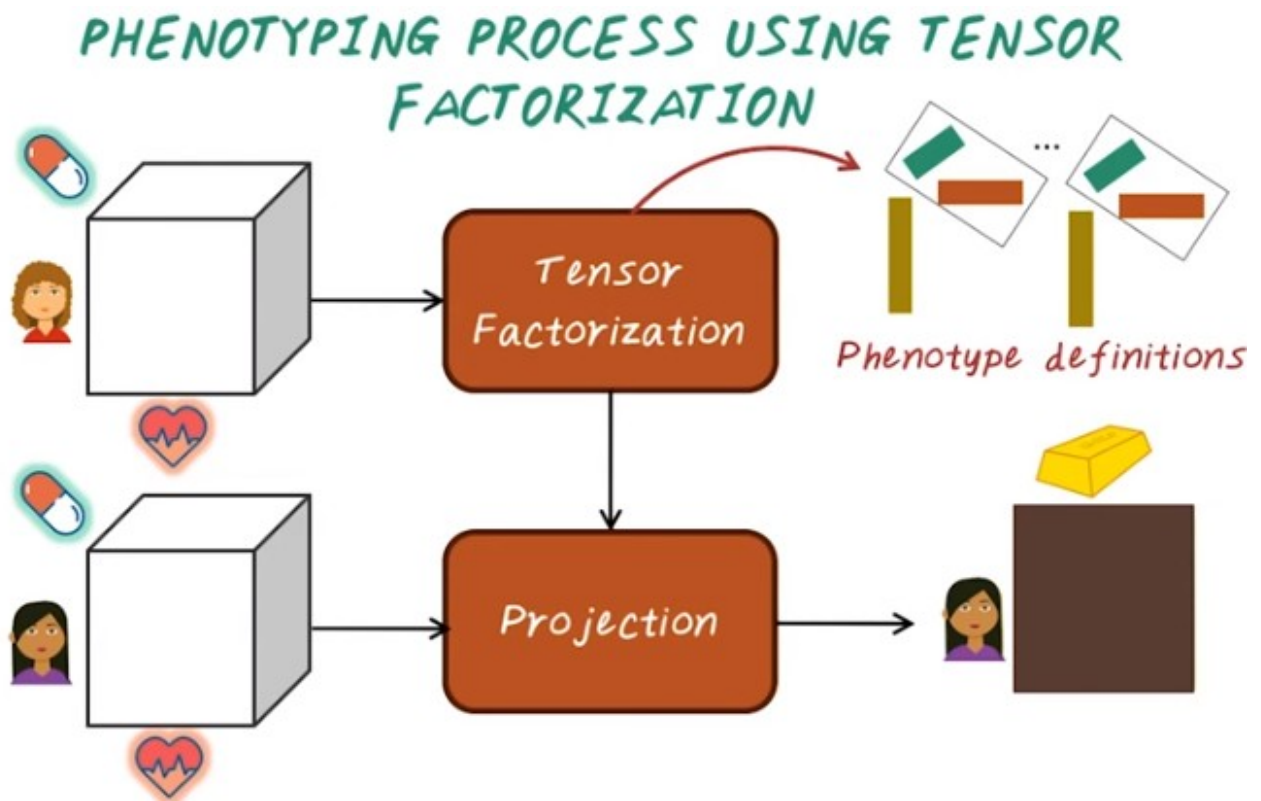 PHENOTYPING PROCESS USING TENSOR
FACTORIZATION
...
Tensor
Factorization
Phenotype definitions
Projection